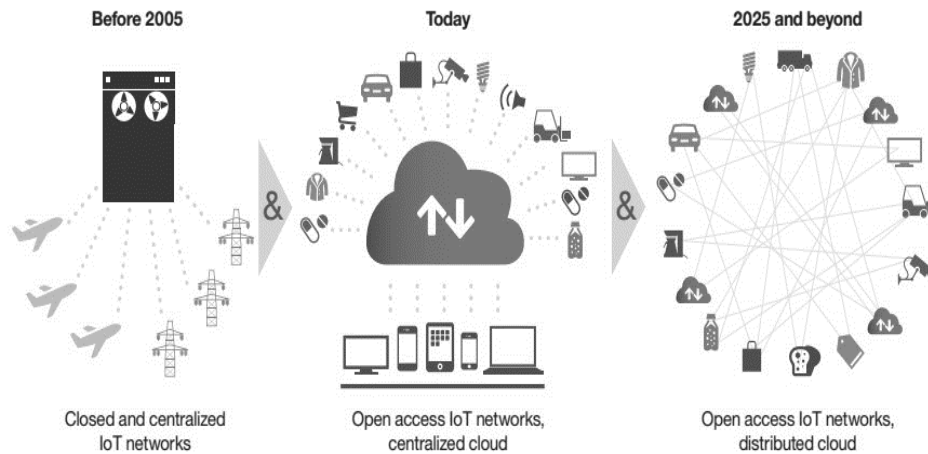 Before 2005
Today
2025 and beyond
&
&
Closed and centralized
IoT networks
Open access IoT networks,
centralized cloud
Open access IoT networks,
distributed cloud